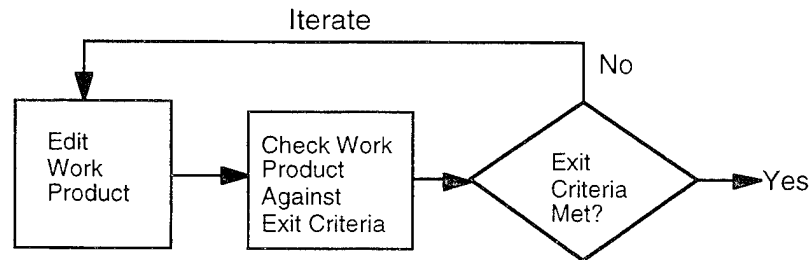 Iterate
No
Edit
Work
Product
Check Work
Product
Against
Exit Criteria
Exit
Criteria
Met?
Yes